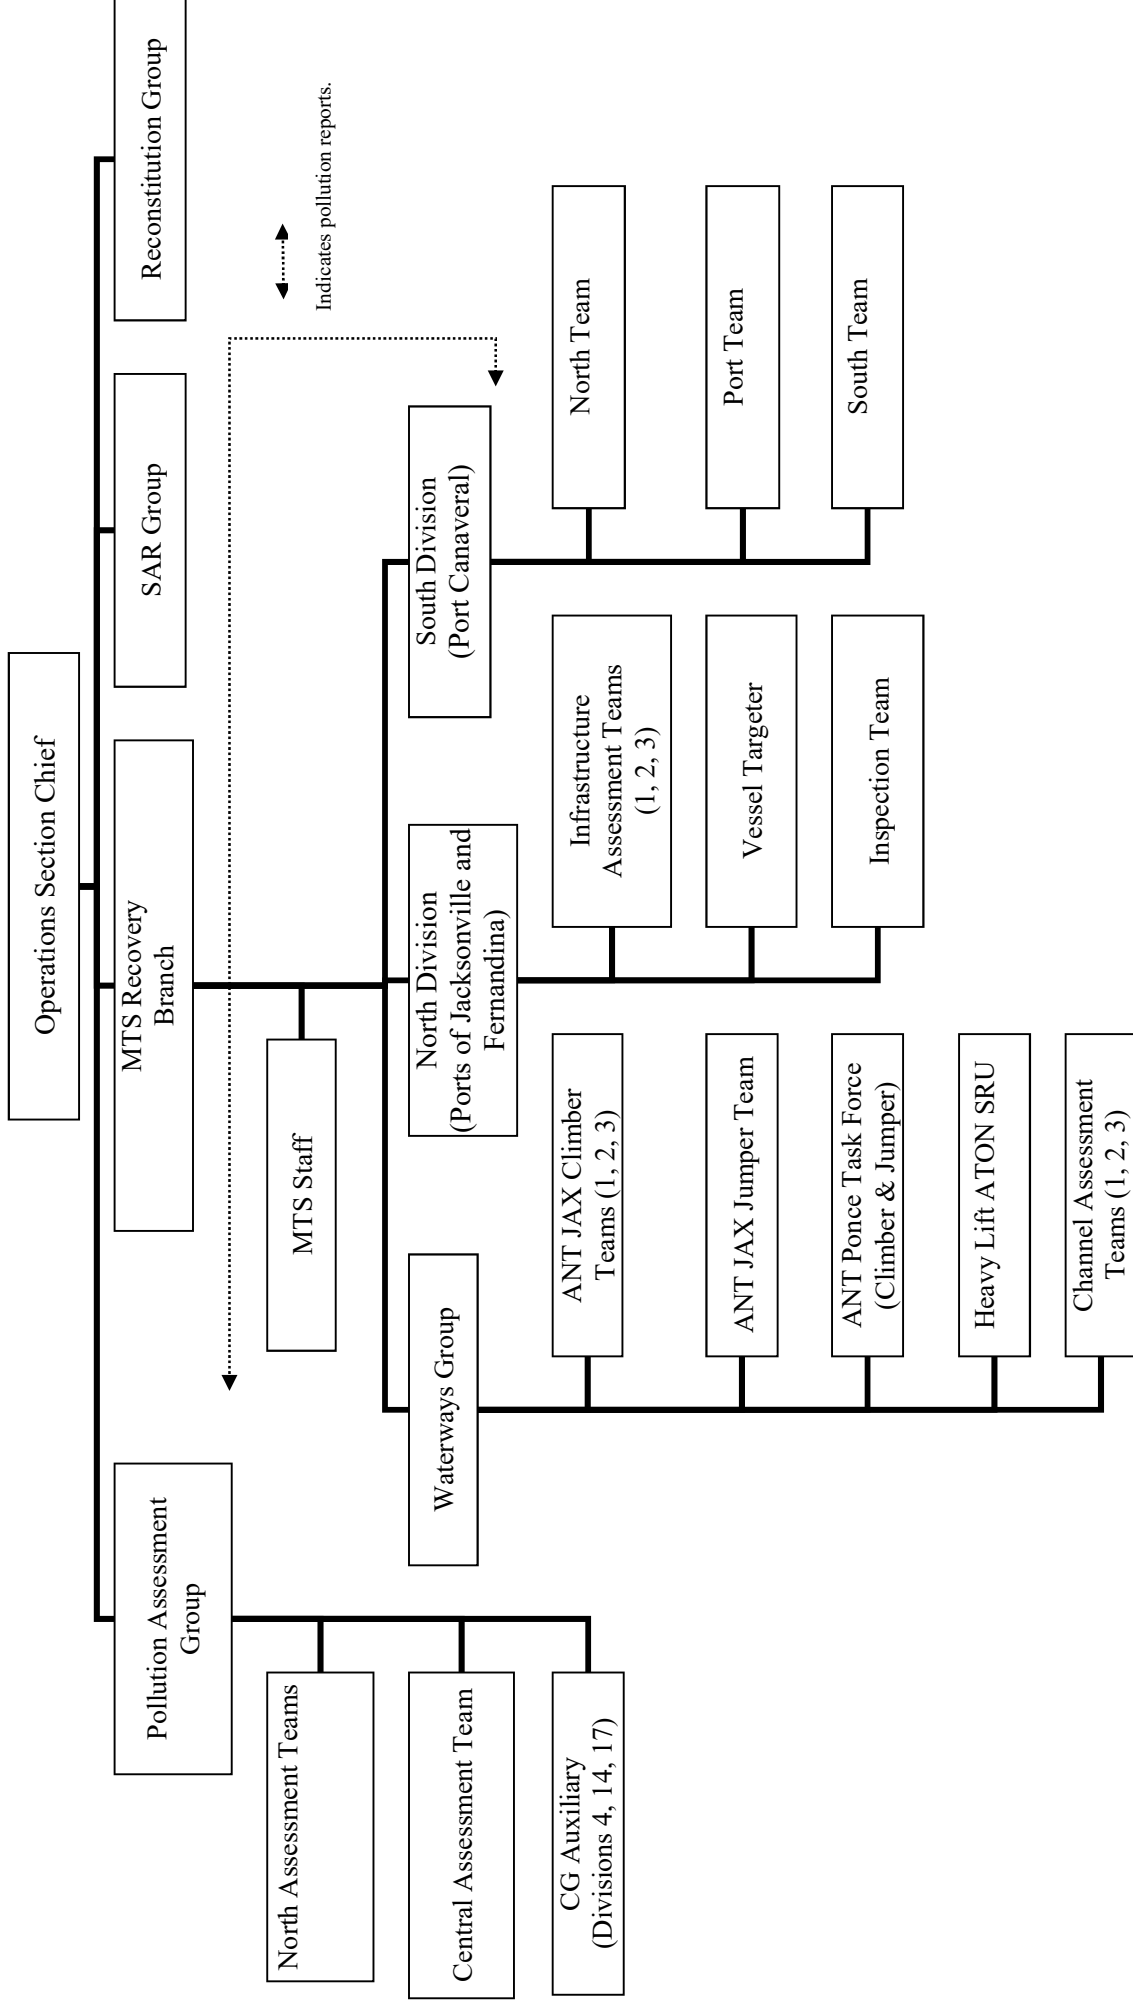 Operations Section Chief
Pollution Assessment
Group
MTS Recovery
Branch
SAR Group
Reconstitution Group
North Assessment Teams
Central Assessment Team
CG Auxiliary
(Divisions 4, 14, 17)
MTS Staff
Indicates pollution reports.
Waterways Group
North Division
(Ports of Jacksonville and
Fernandina)
South Division
(Port Canaveral)
ANT JAX Climber
Teams (1, 2, 3)
ANT JAX Jumper Team
ANT Ponce Task Force
(Climber & Jumper)
Heavy Lift ATON SRU
Channel Assessment
Teams (1, 2, 3)
Infrastructure
Assessment Teams
(1, 2, 3)
Vessel Targeter
Inspection Team
North Team
Port Team
South Team